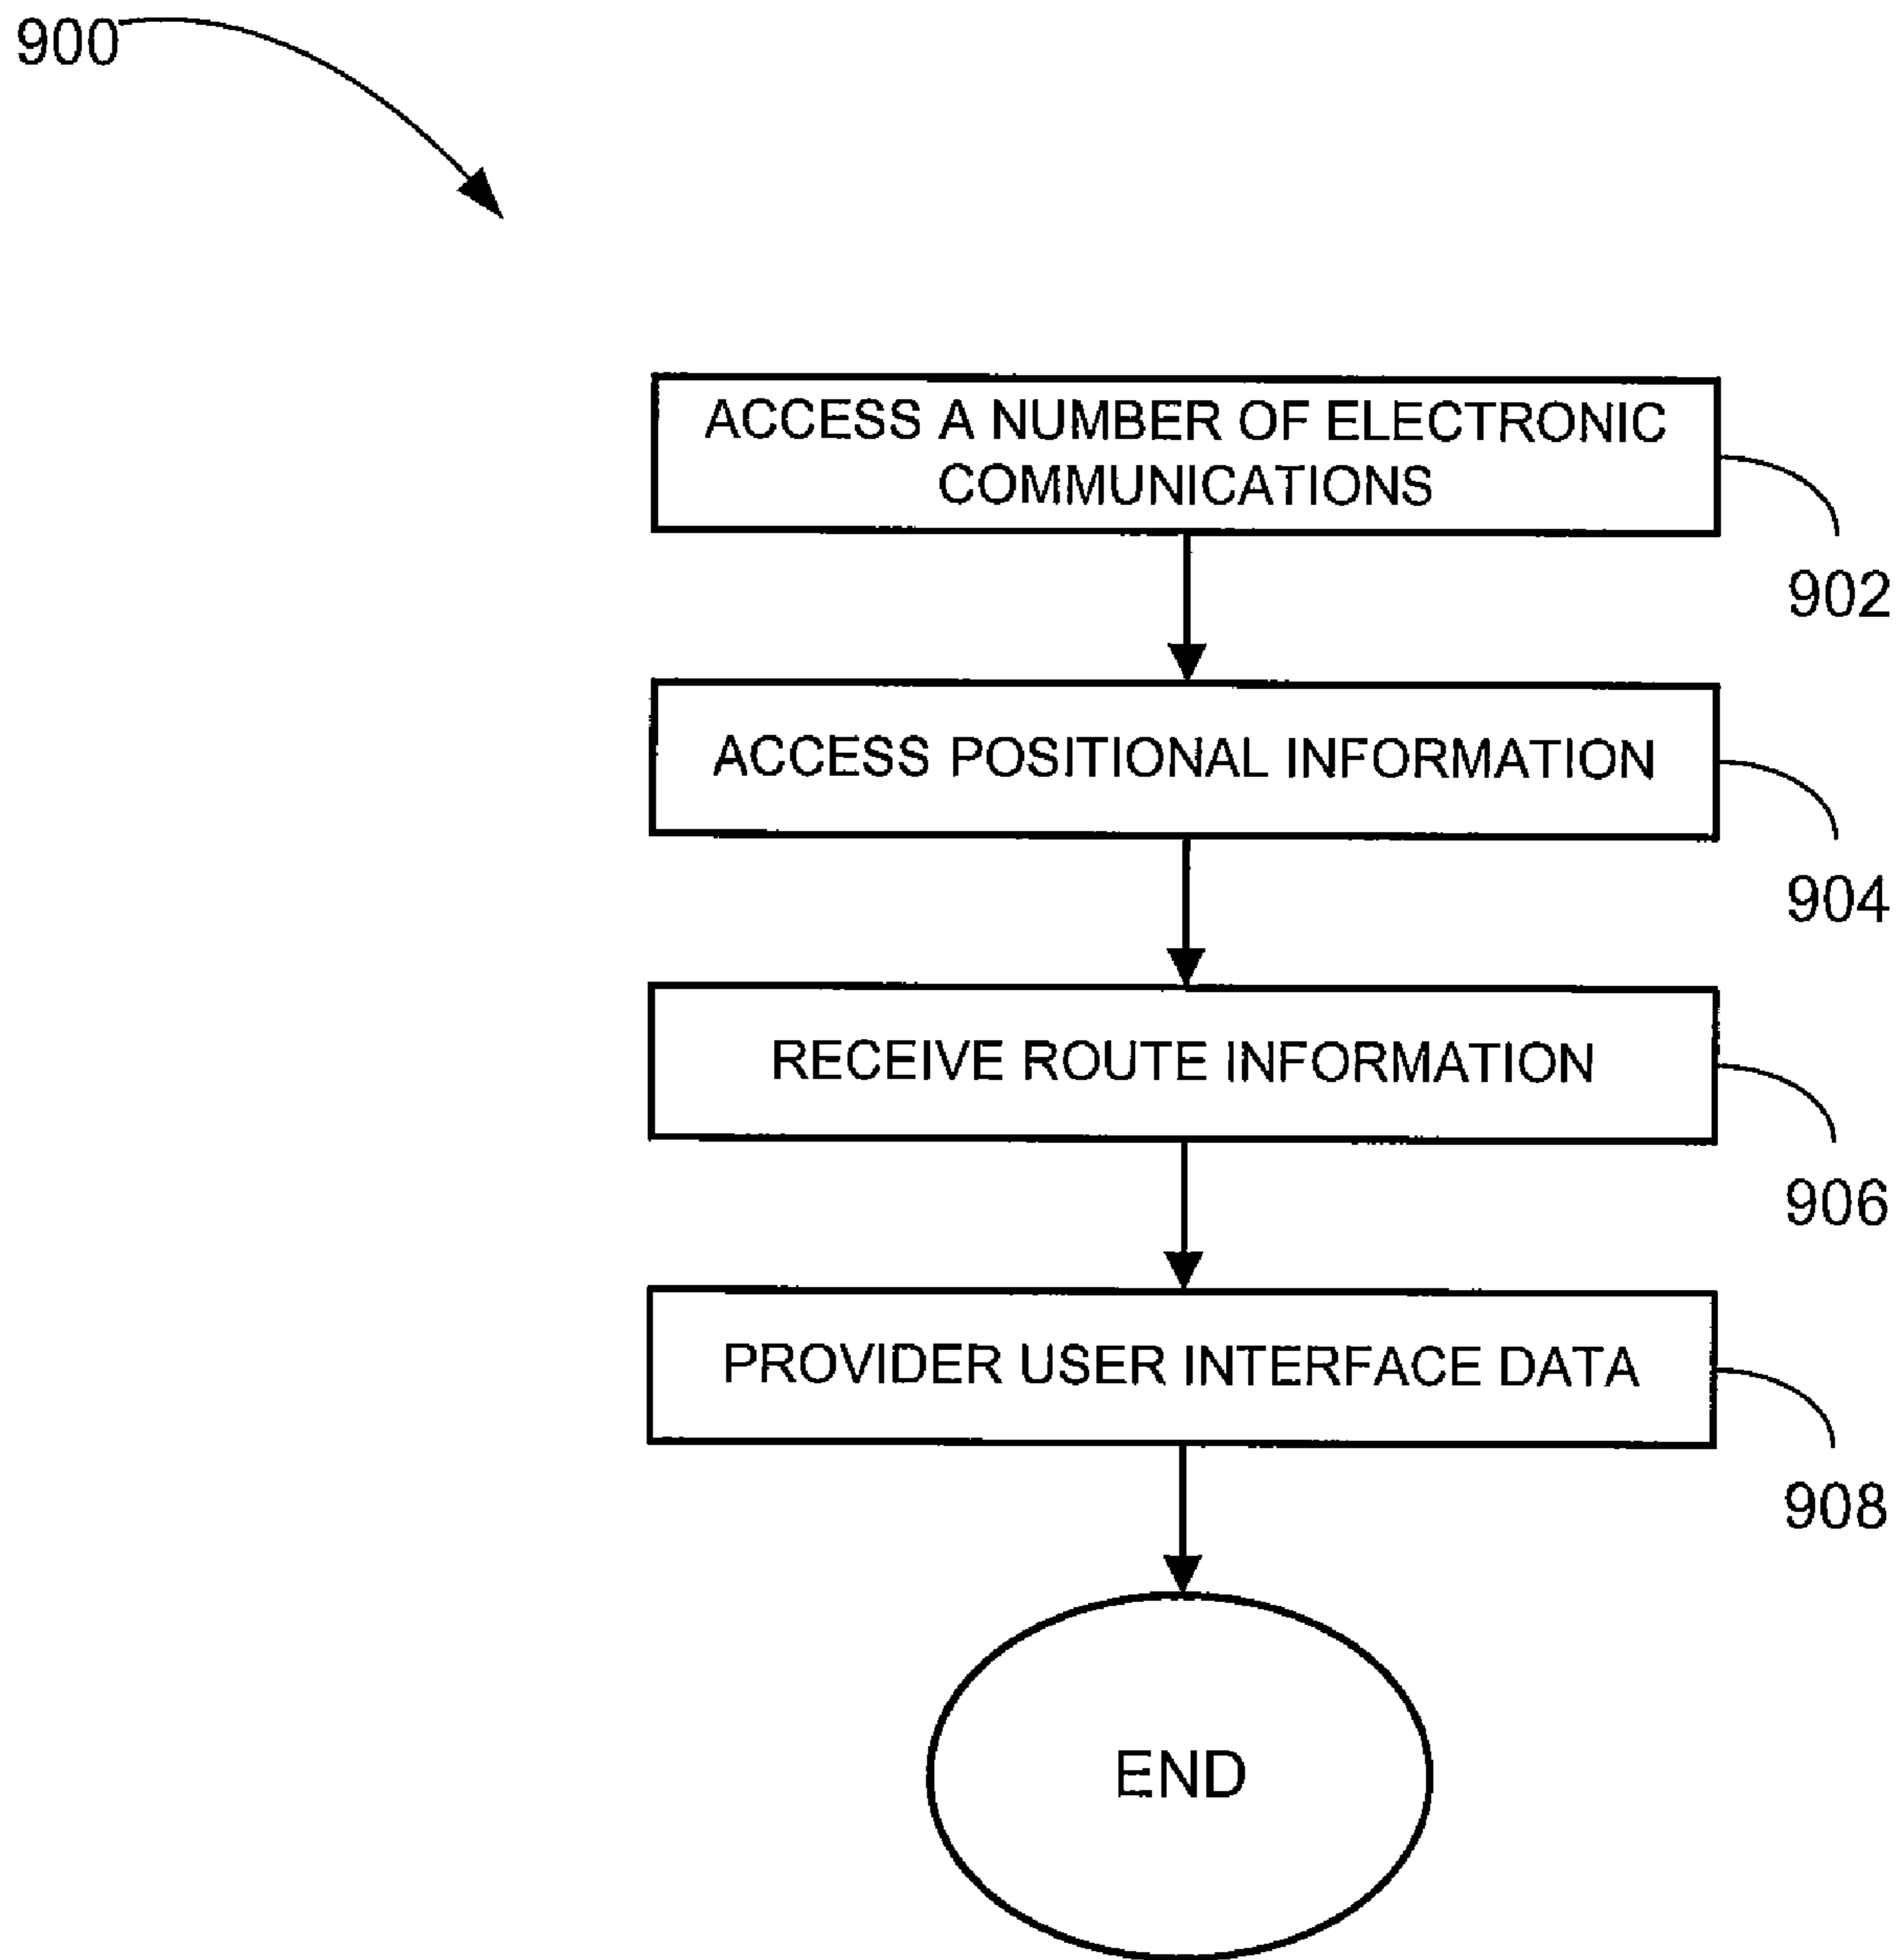 900
ACCESS A NUMBER OF ELECTRONIC
COMMUNICATIONS
902
ACCESS POSITIONAL INFORMATION
904
RECEIVE ROUTE INFORMATION
906
PROVIDER USER INTERFACE DATA
908
END